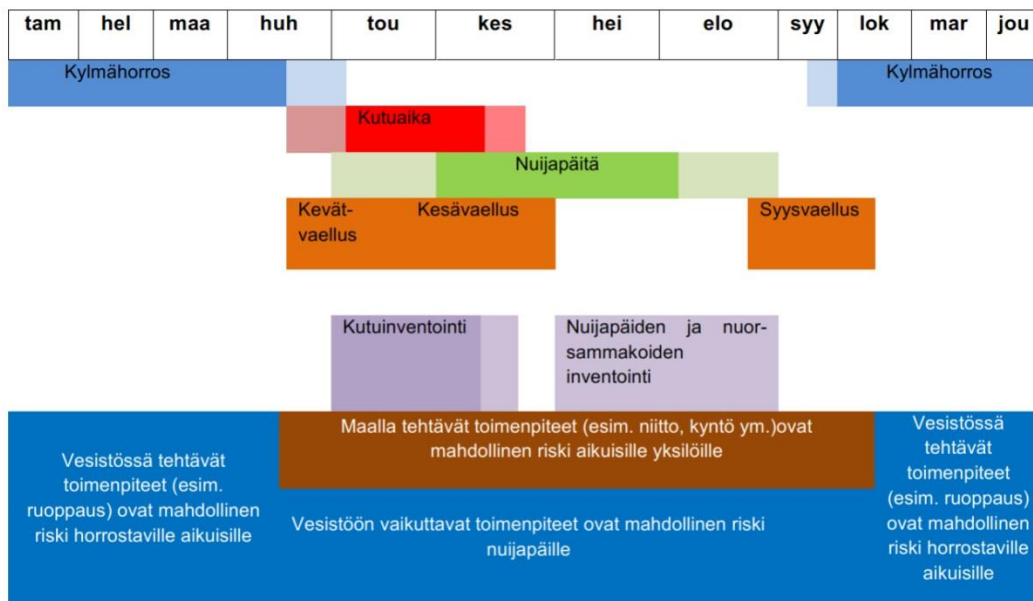 tam hel maa huh tou kes hei elo syy lok mar jou
Kylmähorros Kylmähorros
Kutuaika
Nuijapäitä
Kevät-
vaellus
Kesävaellus
Syysvaellus
Kutuinventointi
Nuijapäiden ja nuor-
sammakoiden
inventointi
Vesistössä tehtävät
toimenpiteet (esim.
ruoppaus) ovat mahdollinen
riski horrostaville aikuisille
Maalla tehtävät toimenpiteet (esim. niitto, kyntö ym.)ovat
mahdollinen riski aikuisille yksilöille
Vesistöön vaikuttavat toimenpiteet ovat mahdollinen riski
nuijapäille
Vesistössä
tehtävät
toimenpiteet
(esim. ruoppaus)
ovat mahdollinen
riski horrostaville
aikuisille